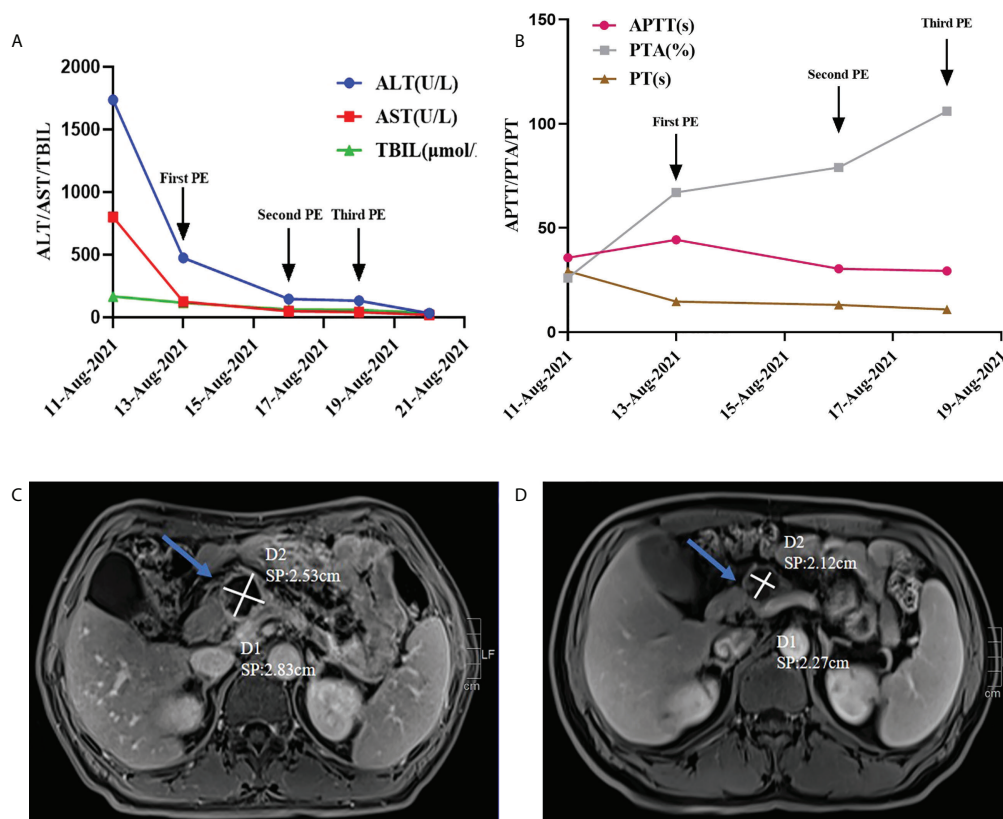 A
ALT/AST/TBIL
2000
1500
1000
500
0
ALT(U/L)
AST(U/L)
TBIL(μmol/.
First PE
Second PE
Third PE
11-Aug-2021
13-Aug-2021
15-Aug-2021
17-Aug-2021
19-Aug-2021
21-Aug-2021
B
APTT/PTA/PT
150
100
50
0
APTT(s)
PTA(%)
PT(s)
First PE
Second PE
Third PE
11-Aug-2021
13-Aug-2021
15-Aug-2021
17-Aug-2021
19-Aug-2021
C
D2
SP:2.53cm
D1
SP:2.83cm
LF
cm
D
D2
SP:2.12cm
D1
SP:2.27cm
cm